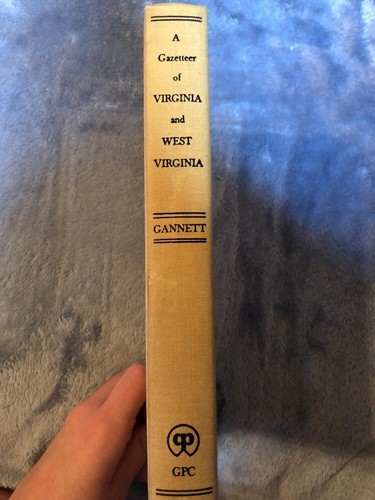 A
Gazetteer
of
VIRGINIA
and
WEST
VIRGINIA
GANNETT
GPC